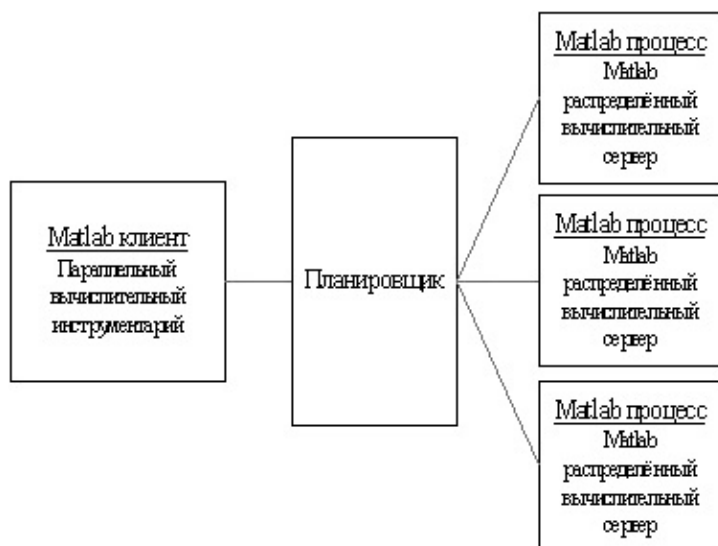 Matlab клиент
Параллельный
вычислительный
инструментарий
Планировщик
Matlab процесс
Matlab
распределённый
вычислительный
сервер
Matlab процесс
Matlab
распределённый
вычислительный
сервер
Matlab процесс
Matlab
распределённый
вычислительный
сервер